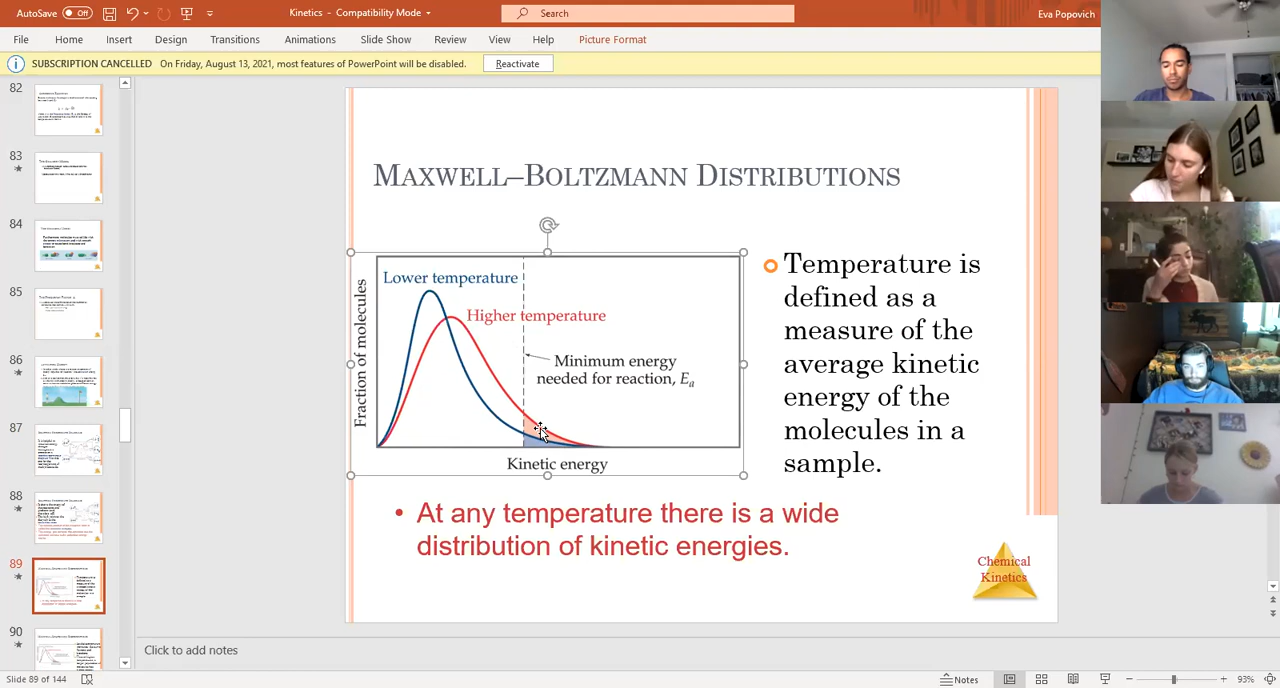 AutoSave Off
Kinetics - Compatibility Mode
Search
Eva Popovich
File Home Insert Design Transitions Animations Slide Show Review View Help Picture Format
SUBSCRIPTION CANCELLED On Friday, August 13, 2021, most features of PowerPoint will be disabled. Reactivate
82
83
84
85
86
87
88
89
90
MAXWELL–BOLTZMANN DISTRIBUTIONS
Lower temperature
Higher temperature
Minimum energy
needed for reaction, Ea
Fraction of molecules
Kinetic energy
Temperature is
defined as a
measure of the
average kinetic
energy of the
molecules in a
sample.
• At any temperature there is a wide
distribution of kinetic energies.
Chemical
Kinetics
Click to add notes
Slide 89 of 144
Notes
93%